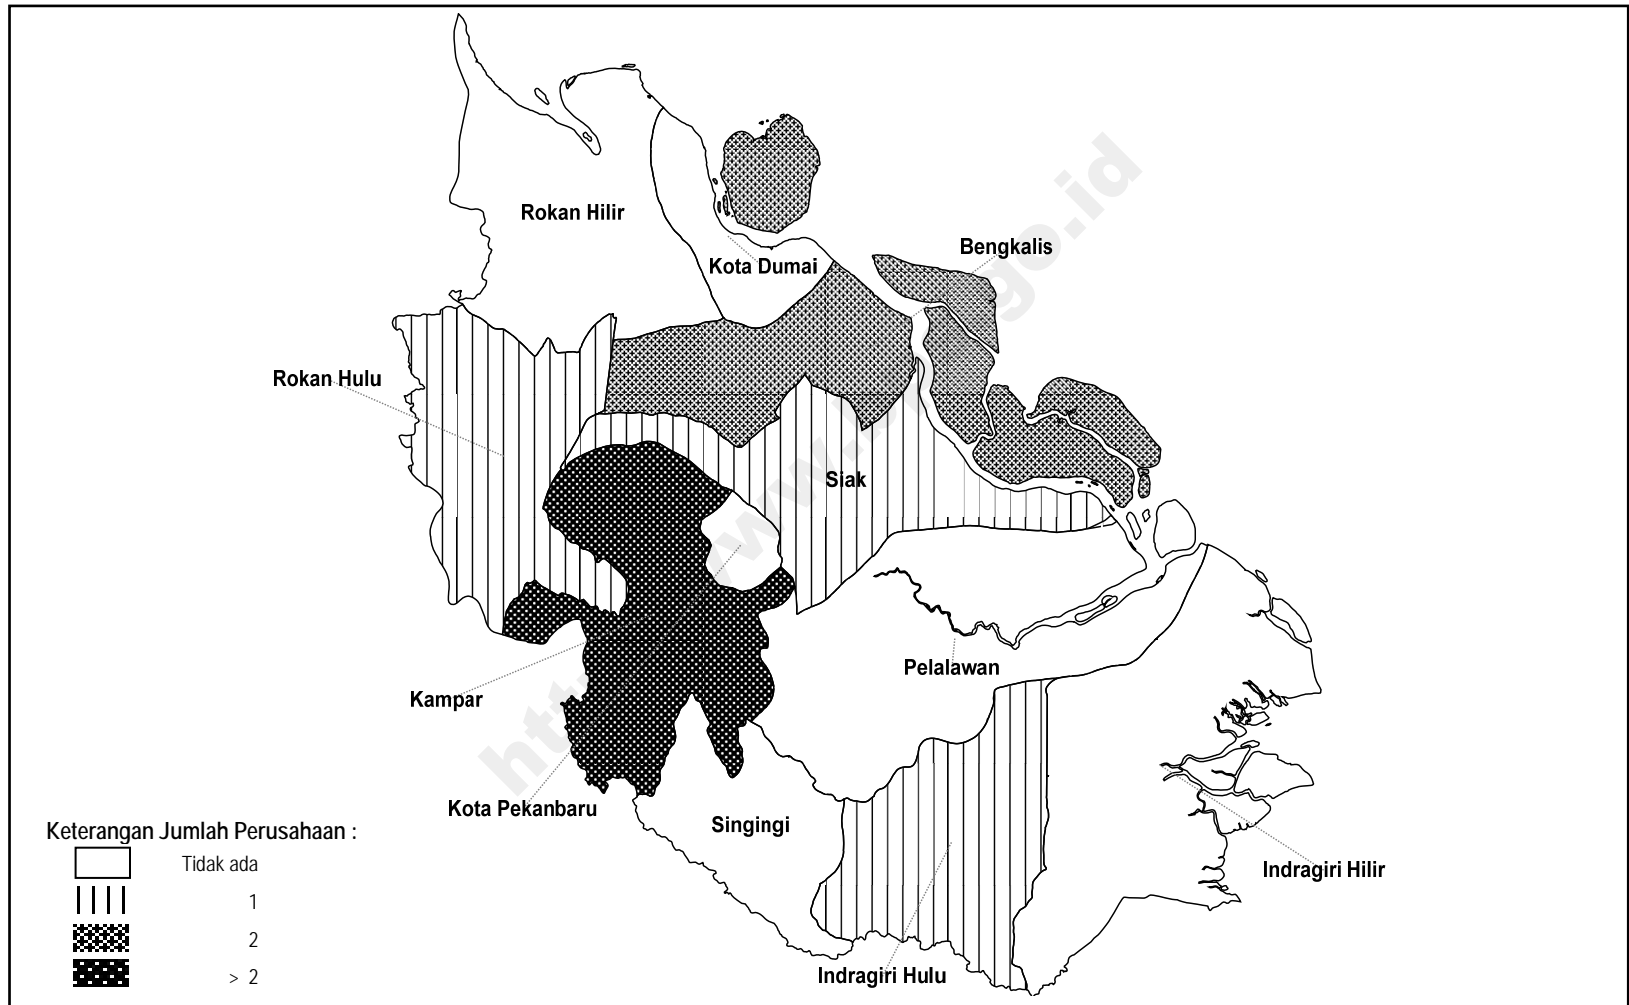 Rokan Hilir
Kota Dumai
Bengkalis
Rokan Hulu
Siak
Pelalawan
Kampar
Kota Pekanbaru
Singingi
Indragiri Hilir
Indragiri Hulu
Keterangan Jumlah Perusahaan :
Tidak ada
1
2
> 2